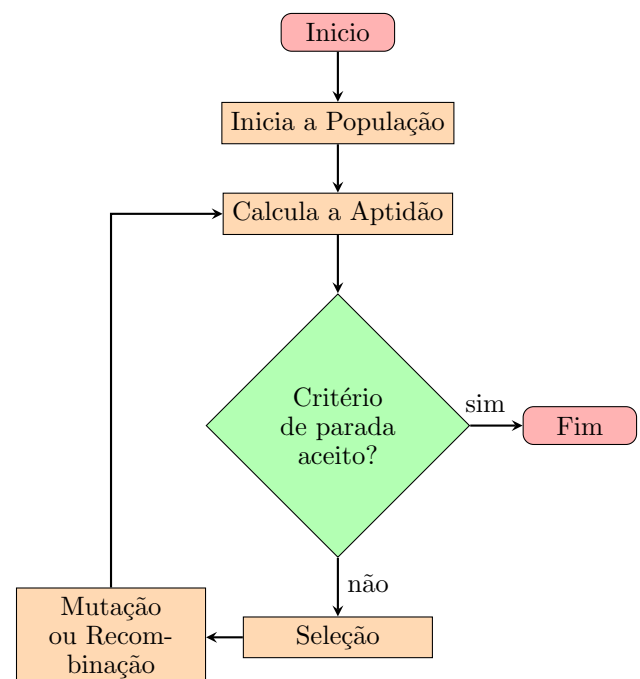 Inicio
Inicia a População
Calcula a Aptidão
Critério
de parada
aceito?
sim
Fim
não
Mutação
ou Recom-
binação
Seleção